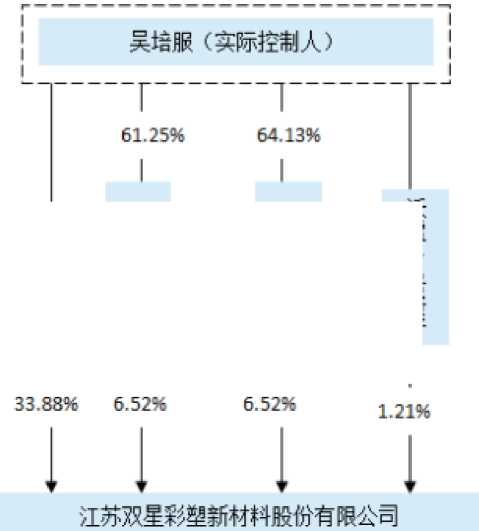 吴培服（实际控制人）
61.25% 64.13%
33.88% 6.52% 6.52% 1.21%
江苏双星彩塑新材料股份有限公司